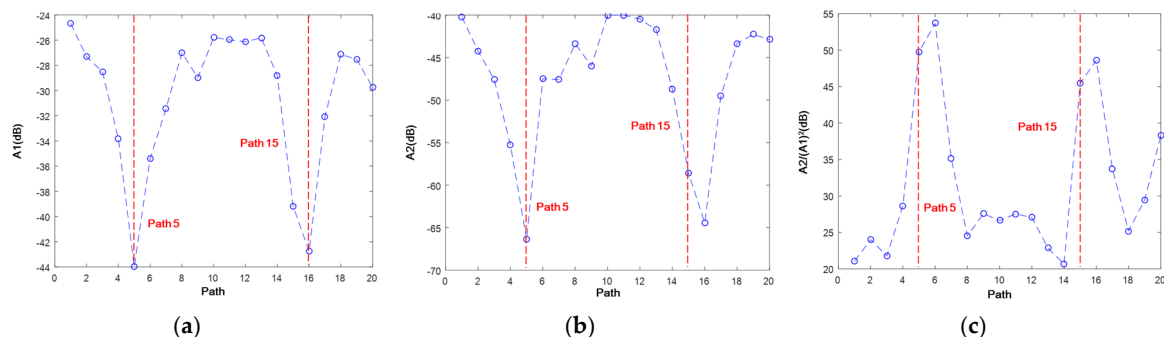 -24
-26
-28
-30
-32
-34
-36
-38
-40
-42
-44
A1(dB)
Path 15
Path 5
0 2 4 6 8 10 12 14 16 18 20
Path
(a)
-40
-45
-50
-55
-60
-65
-70
A2(dB)
Path 15
Path 5
0 2 4 6 8 10 12 14 16 18 20
Path
(b)
55
50
45
40
35
30
25
20
A2/(A1)²(dB)
Path 15
Path 5
0 2 4 6 8 10 12 14 16 18 20
Path
(c)